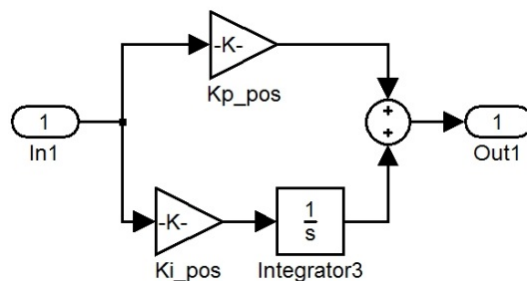 -K-
Kp_pos
1
In1
+
+
1
Out1
-K-
Ki_pos
1
s
Integrator3